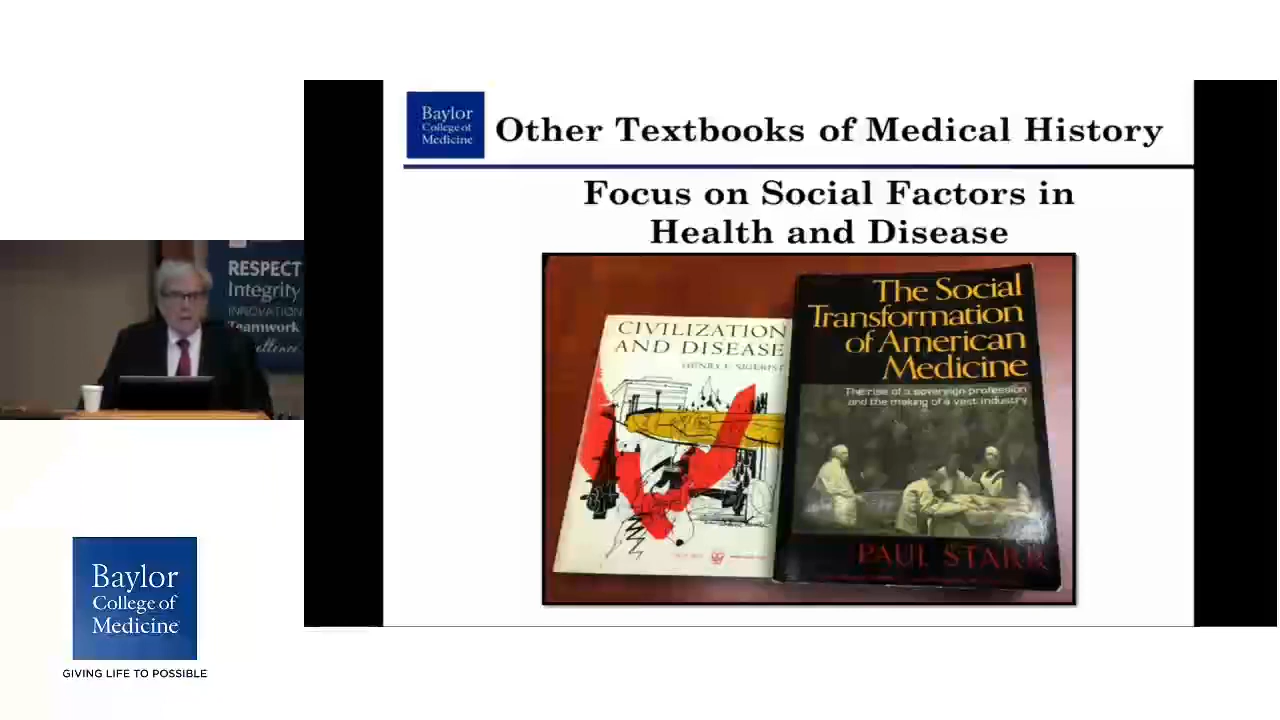 Baylor
College of
Medicine
Other Textbooks of Medical History
Focus on Social Factors in
Health and Disease
CIVILIZATION
AND DISEASE
HENRY E. SIGERIST
The Social
Transformation
of American
Medicine
The rise of a sovereign profession
and the making of a vast industry
PAUL STARR
RESPECT
Integrity
INNOVATION
Teamwork
Baylor
College of
Medicine
GIVING LIFE TO POSSIBLE